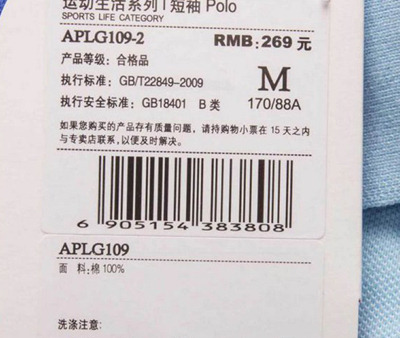 运动生活系列 | 短袖 Polo
SPORTS LIFE CATEGORY
APLG109-2 RMB: 269 元
产品等级: 合格品
执行标准: GB/T22849-2009 M
执行安全标准: GB18401 B 类 170/88A
如果您购买的产品存有质量问题, 请持购物小票在 15 天之内
与专卖店联系, 以便及时解决。
6 905154 383808
APLG109
面 料: 棉 100%
洗涤注意: